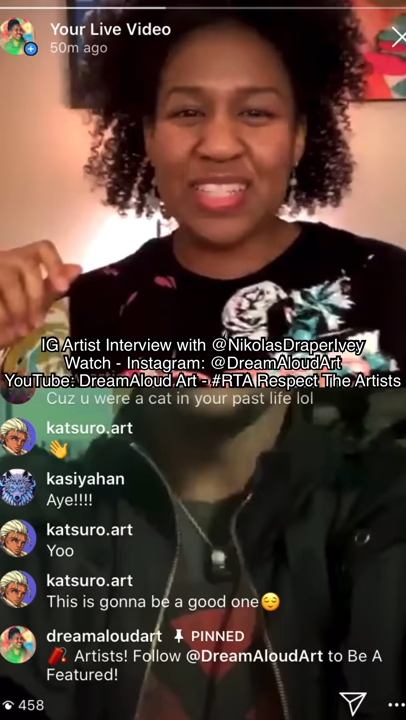 Your Live Video
50m ago
IG Artist Interview with @NikolasDraperIvey
Watch - Instagram: @DreamAloudArt
YouTube: DreamAloud Art - #RTA Respect The Artists
Cuz u were a cat in your past life lol
katsuro.art
👋
kasiyahan
Aye!!!!
katsuro.art
Yoo
katsuro.art
This is gonna be a good one😌
dreamaloudart 📌 PINNED
🧨 Artists! Follow @DreamAloudArt to Be A
Featured!
458